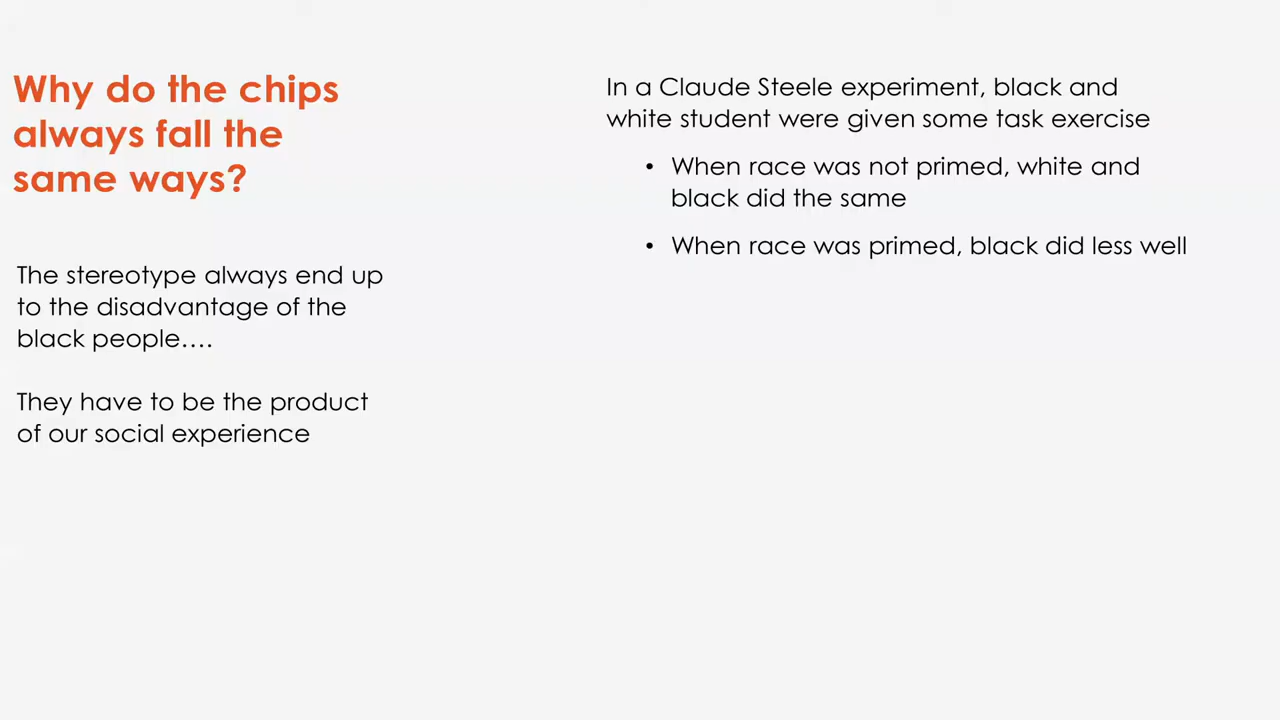 Why do the chips
always fall the
same ways?
The stereotype always end up
to the disadvantage of the
black people....
They have to be the product
of our social experience
In a Claude Steele experiment, black and
white student were given some task exercise
• When race was not primed, white and
black did the same
• When race was primed, black did less well